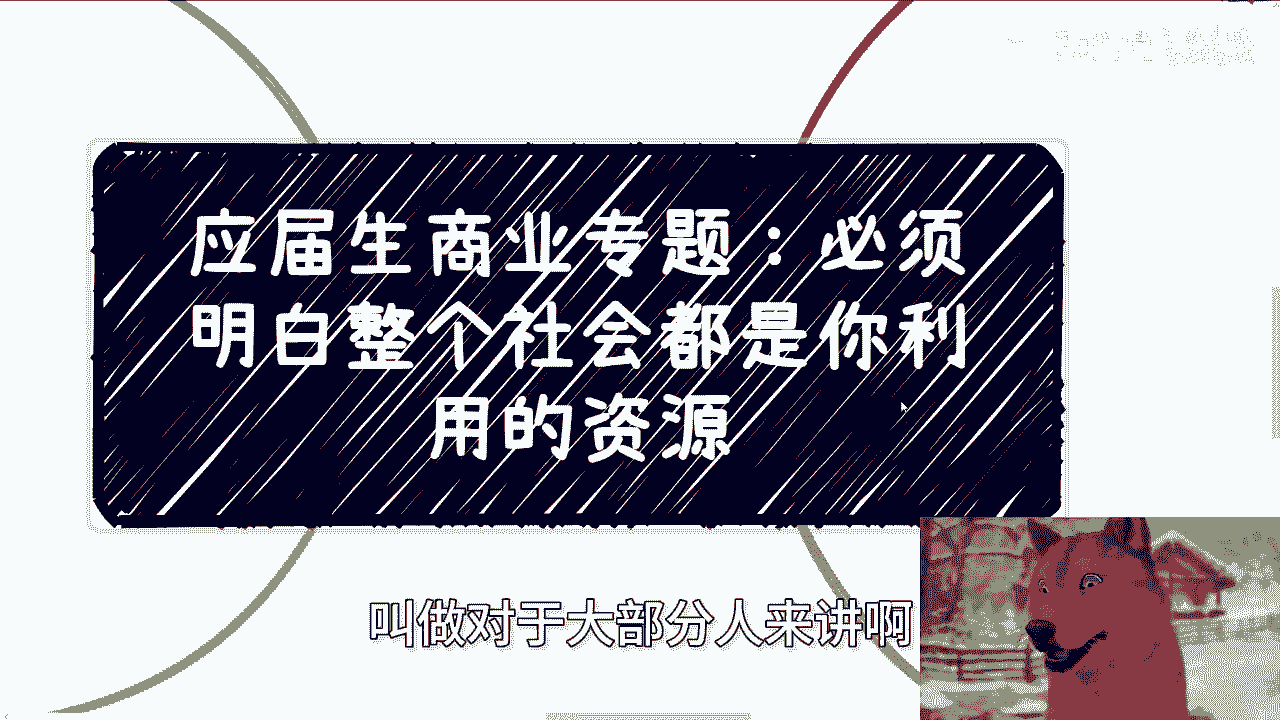 应届生商业专题：必须
明白整个社会都是你利
用的资源
叫做对于大部分人来讲啊